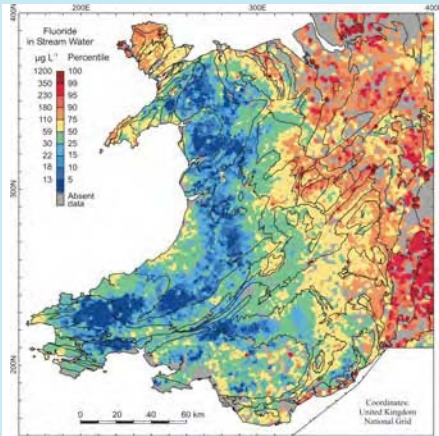 400N
200E
300E
400E
Fluoride
in Stream Water
µg L⁻¹ Percentile
1200 100
350 99
230 95
180 90
110 75
59 50
30 25
22 15
18 10
13 5
Absent
data
300N
200N
0 20 40 60 km
Coordinates:
United Kingdom
National Grid